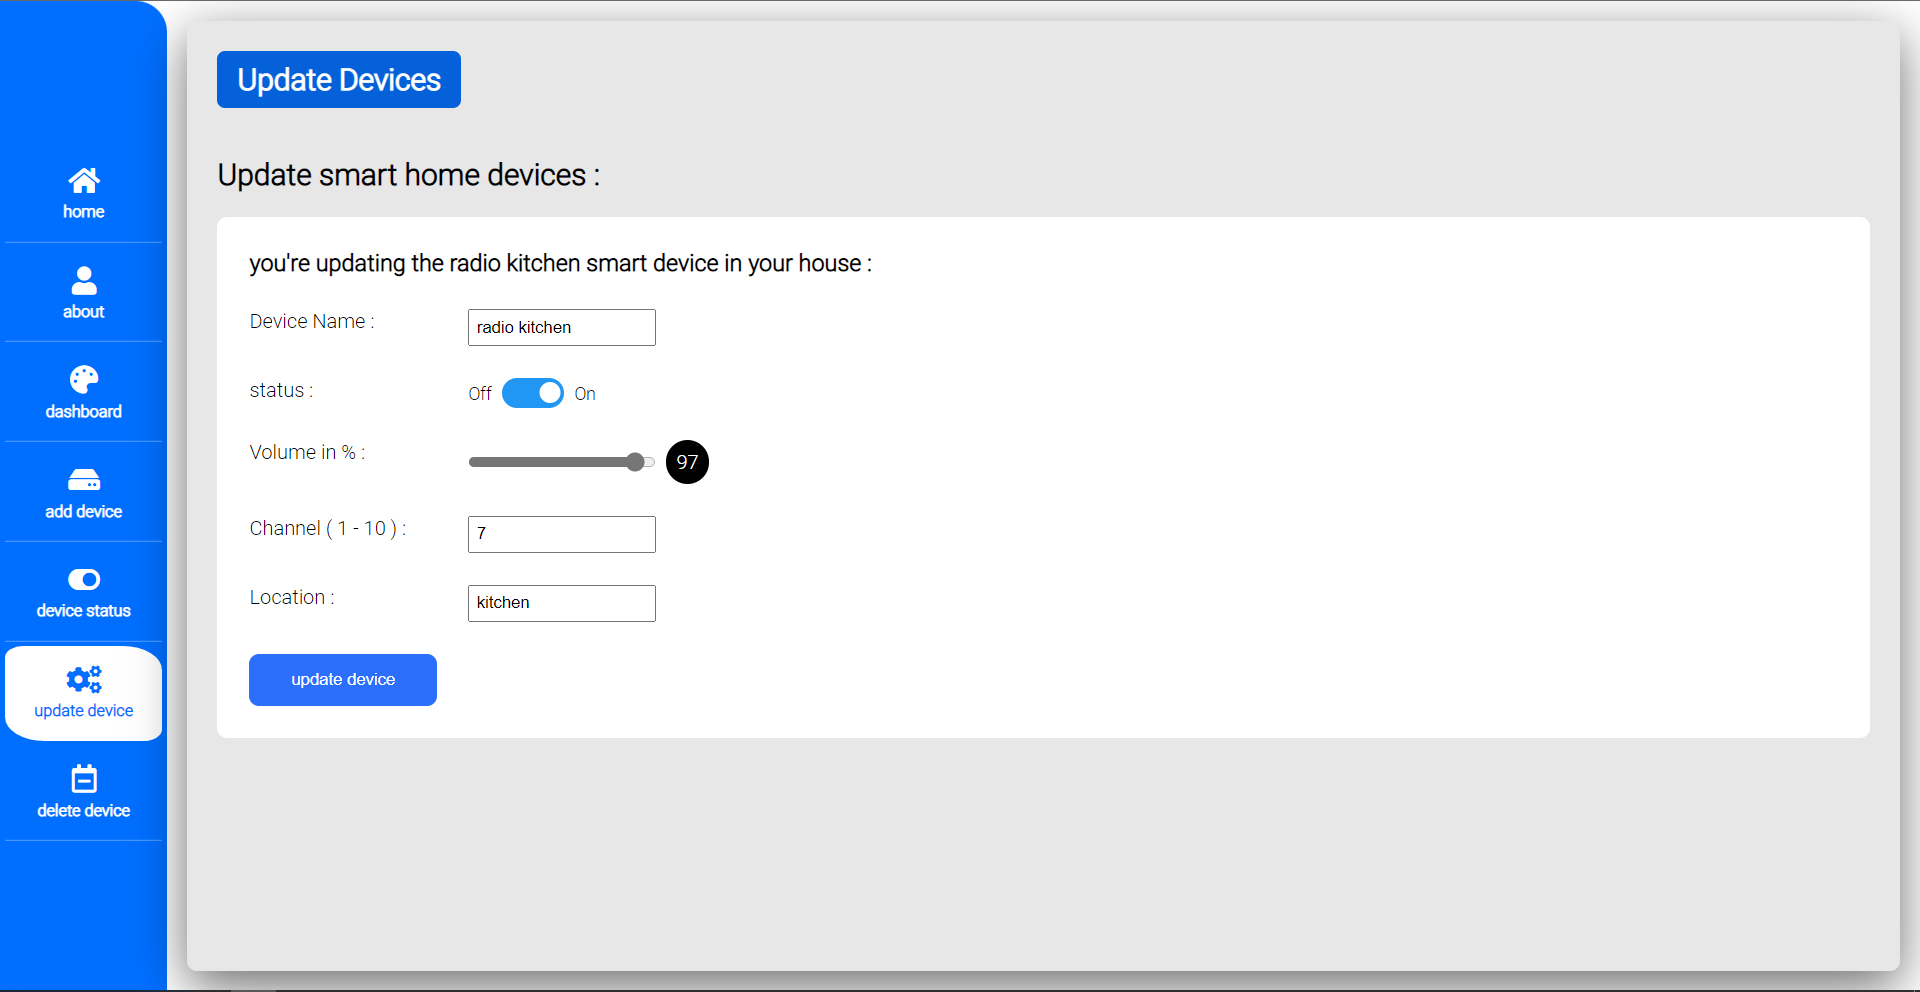 home
about
dashboard
add device
device status
update device
delete device
Update Devices
Update smart home devices :
you're updating the radio kitchen smart device in your house :
Device Name : radio kitchen
status : Off On
Volume in % : 97
Channel ( 1 - 10 ) : 7
Location : kitchen
update device